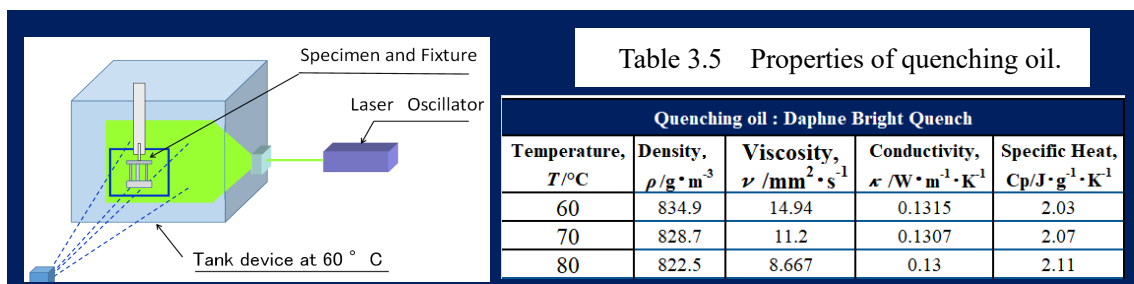 Specimen and Fixture
Laser Oscillator
Tank device at 60 ° C
Table 3.5 Properties of quenching oil.
Quenching oil : Daphne Bright Quench
Temperature, Density, Viscosity, Conductivity, Specific Heat,
T/°C ρ/g·m⁻³ ν /mm²·s⁻¹ κ /W·m⁻¹·K⁻¹ Cp/J·g⁻¹·K⁻¹
60 834.9 14.94 0.1315 2.03
70 828.7 11.2 0.1307 2.07
80 822.5 8.667 0.13 2.11